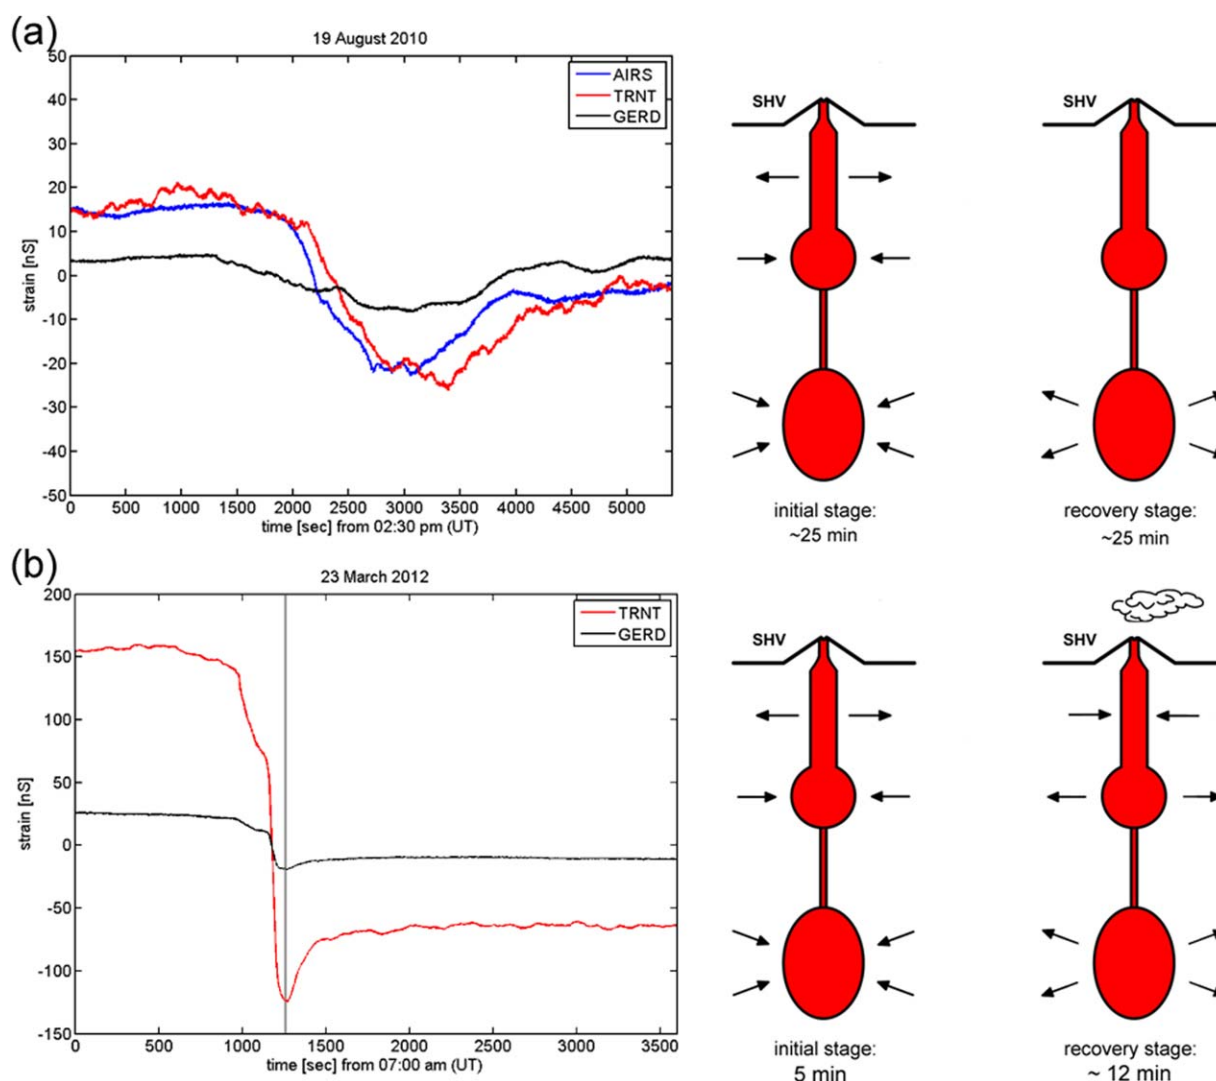 (a)
19 August 2010
50
40
30
20
10
0
-10
-20
-30
-40
-50
strain [nS]
AIRS
TRNT
GERD
0 500 1000 1500 2000 2500 3000 3500 4000 4500 5000
time [sec] from 02:30 pm (UT)
SHV
initial stage:
~25 min
SHV
recovery stage:
~25 min
(b)
23 March 2012
200
150
100
50
0
-50
-100
-150
strain [nS]
TRNT
GERD
0 500 1000 1500 2000 2500 3000 3500
time [sec] from 07:00 am (UT)
SHV
initial stage:
5 min
SHV
recovery stage:
~ 12 min